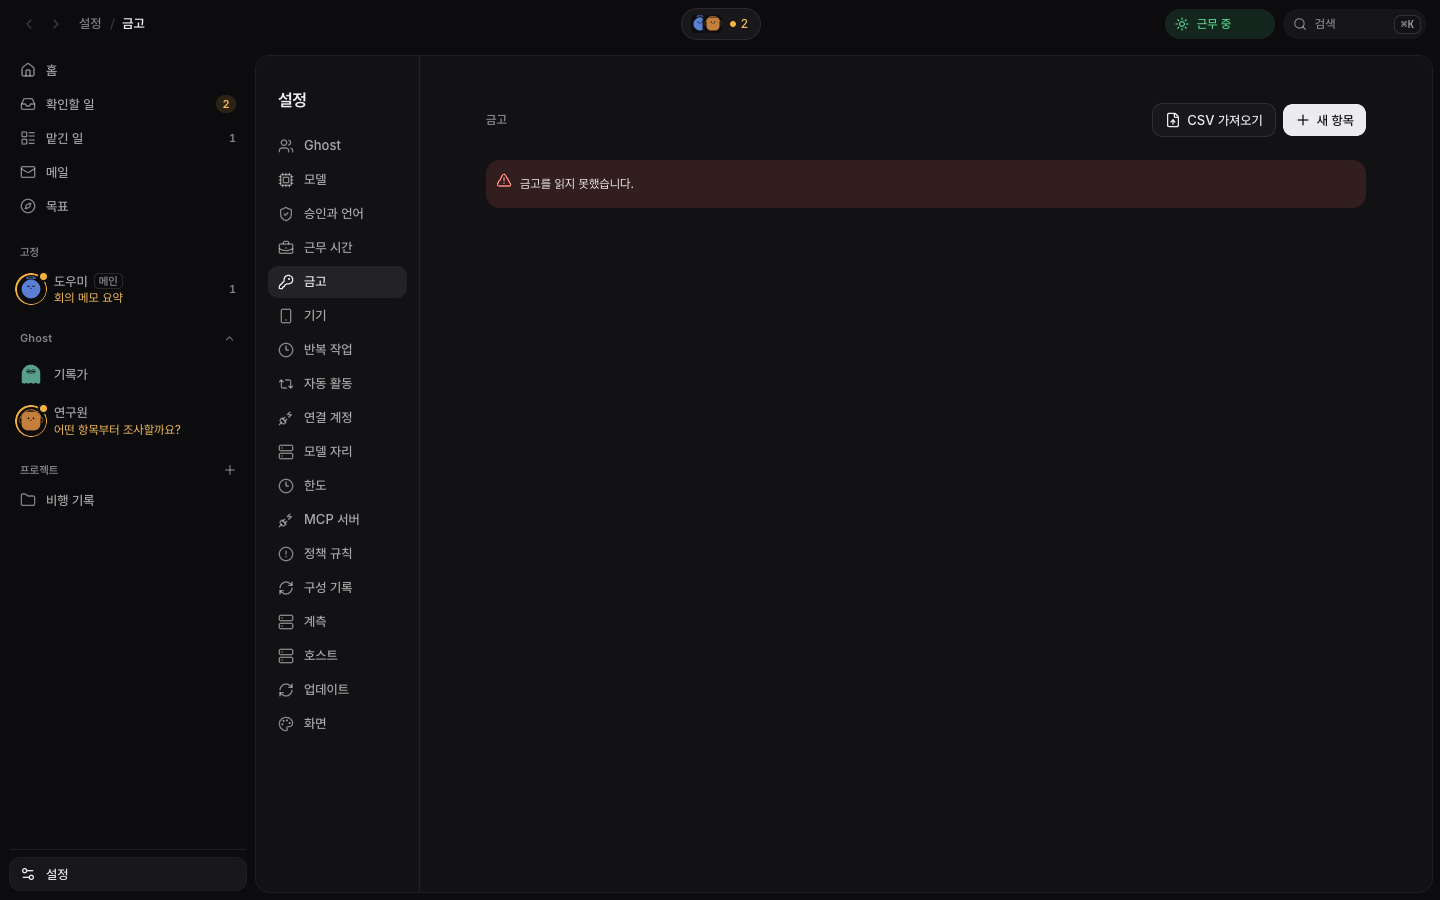 설정 / 금고
2
근무 중
검색
⌘K
홈
확인할 일
2
맡긴 일
1
메일
목표
고정
도우미
메인
회의 메모 요약
1
Ghost
기록가
연구원
어떤 항목부터 조사할까요?
프로젝트
비행 기록
설정
설정
Ghost
모델
승인과 언어
근무 시간
금고
기기
반복 작업
자동 활동
연결 계정
모델 자리
한도
MCP 서버
정책 규칙
구성 기록
계측
호스트
업데이트
화면
금고
CSV 가져오기
새 항목
금고를 읽지 못했습니다.